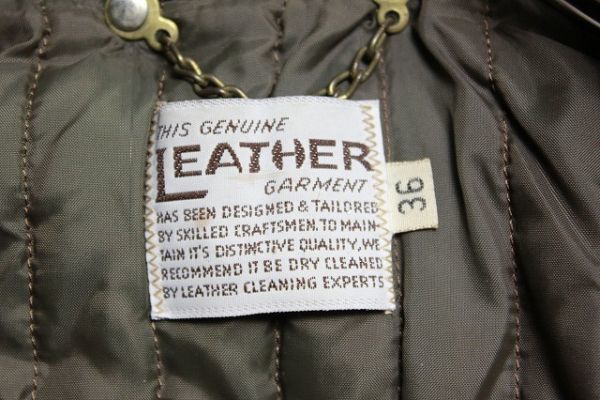 THIS GENUINE
LEATHER
GARMENT
HAS BEEN DESIGNED & TAILORED
BY SKILLED CRAFTSMEN. TO MAIN-
TAIN IT'S DISTINCTIVE QUALITY, WE
RECOMMEND IT BE DRY CLEANED
BY LEATHER CLEANING EXPERTS
36